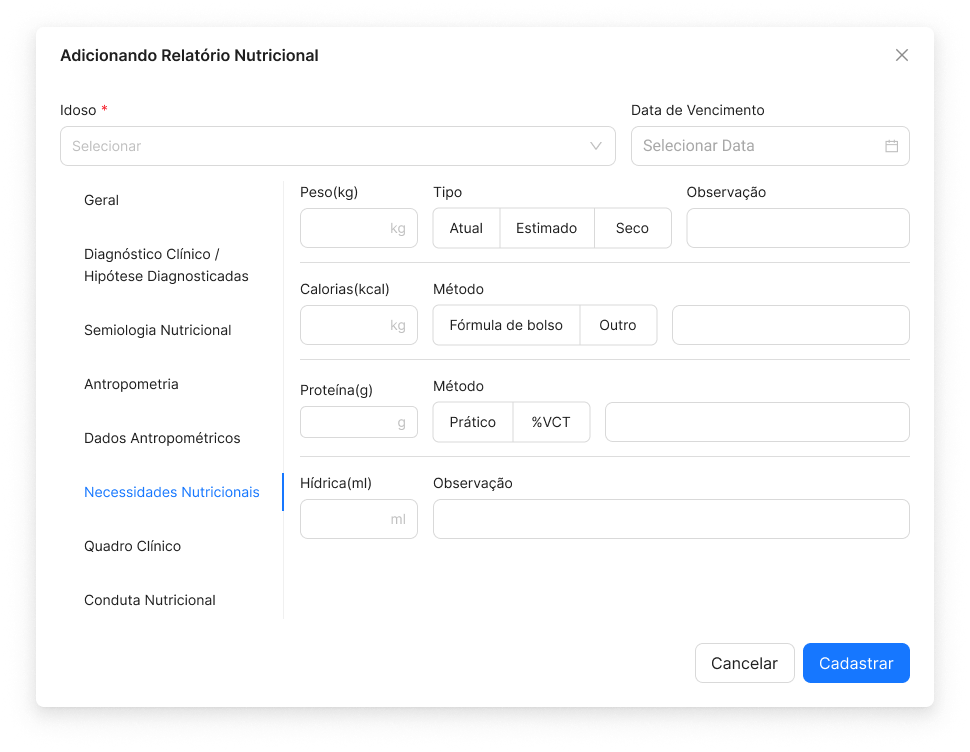 Adicionando Relatório Nutricional
Idoso *
Data de Vencimento
Selecionar
Selecionar Data
Geral
Diagnóstico Clínico /
Hipótese Diagnosticadas
Semiologia Nutricional
Antropometria
Dados Antropométricos
Necessidades Nutricionais
Quadro Clínico
Conduta Nutricional
Peso(kg)
Tipo
Observação
kg
Atual
Estimado
Seco
Calorias(kcal)
Método
kg
Fórmula de bolso
Outro
Proteína(g)
Método
g
Prático
%VCT
Hídrica(ml)
Observação
ml
Cancelar
Cadastrar